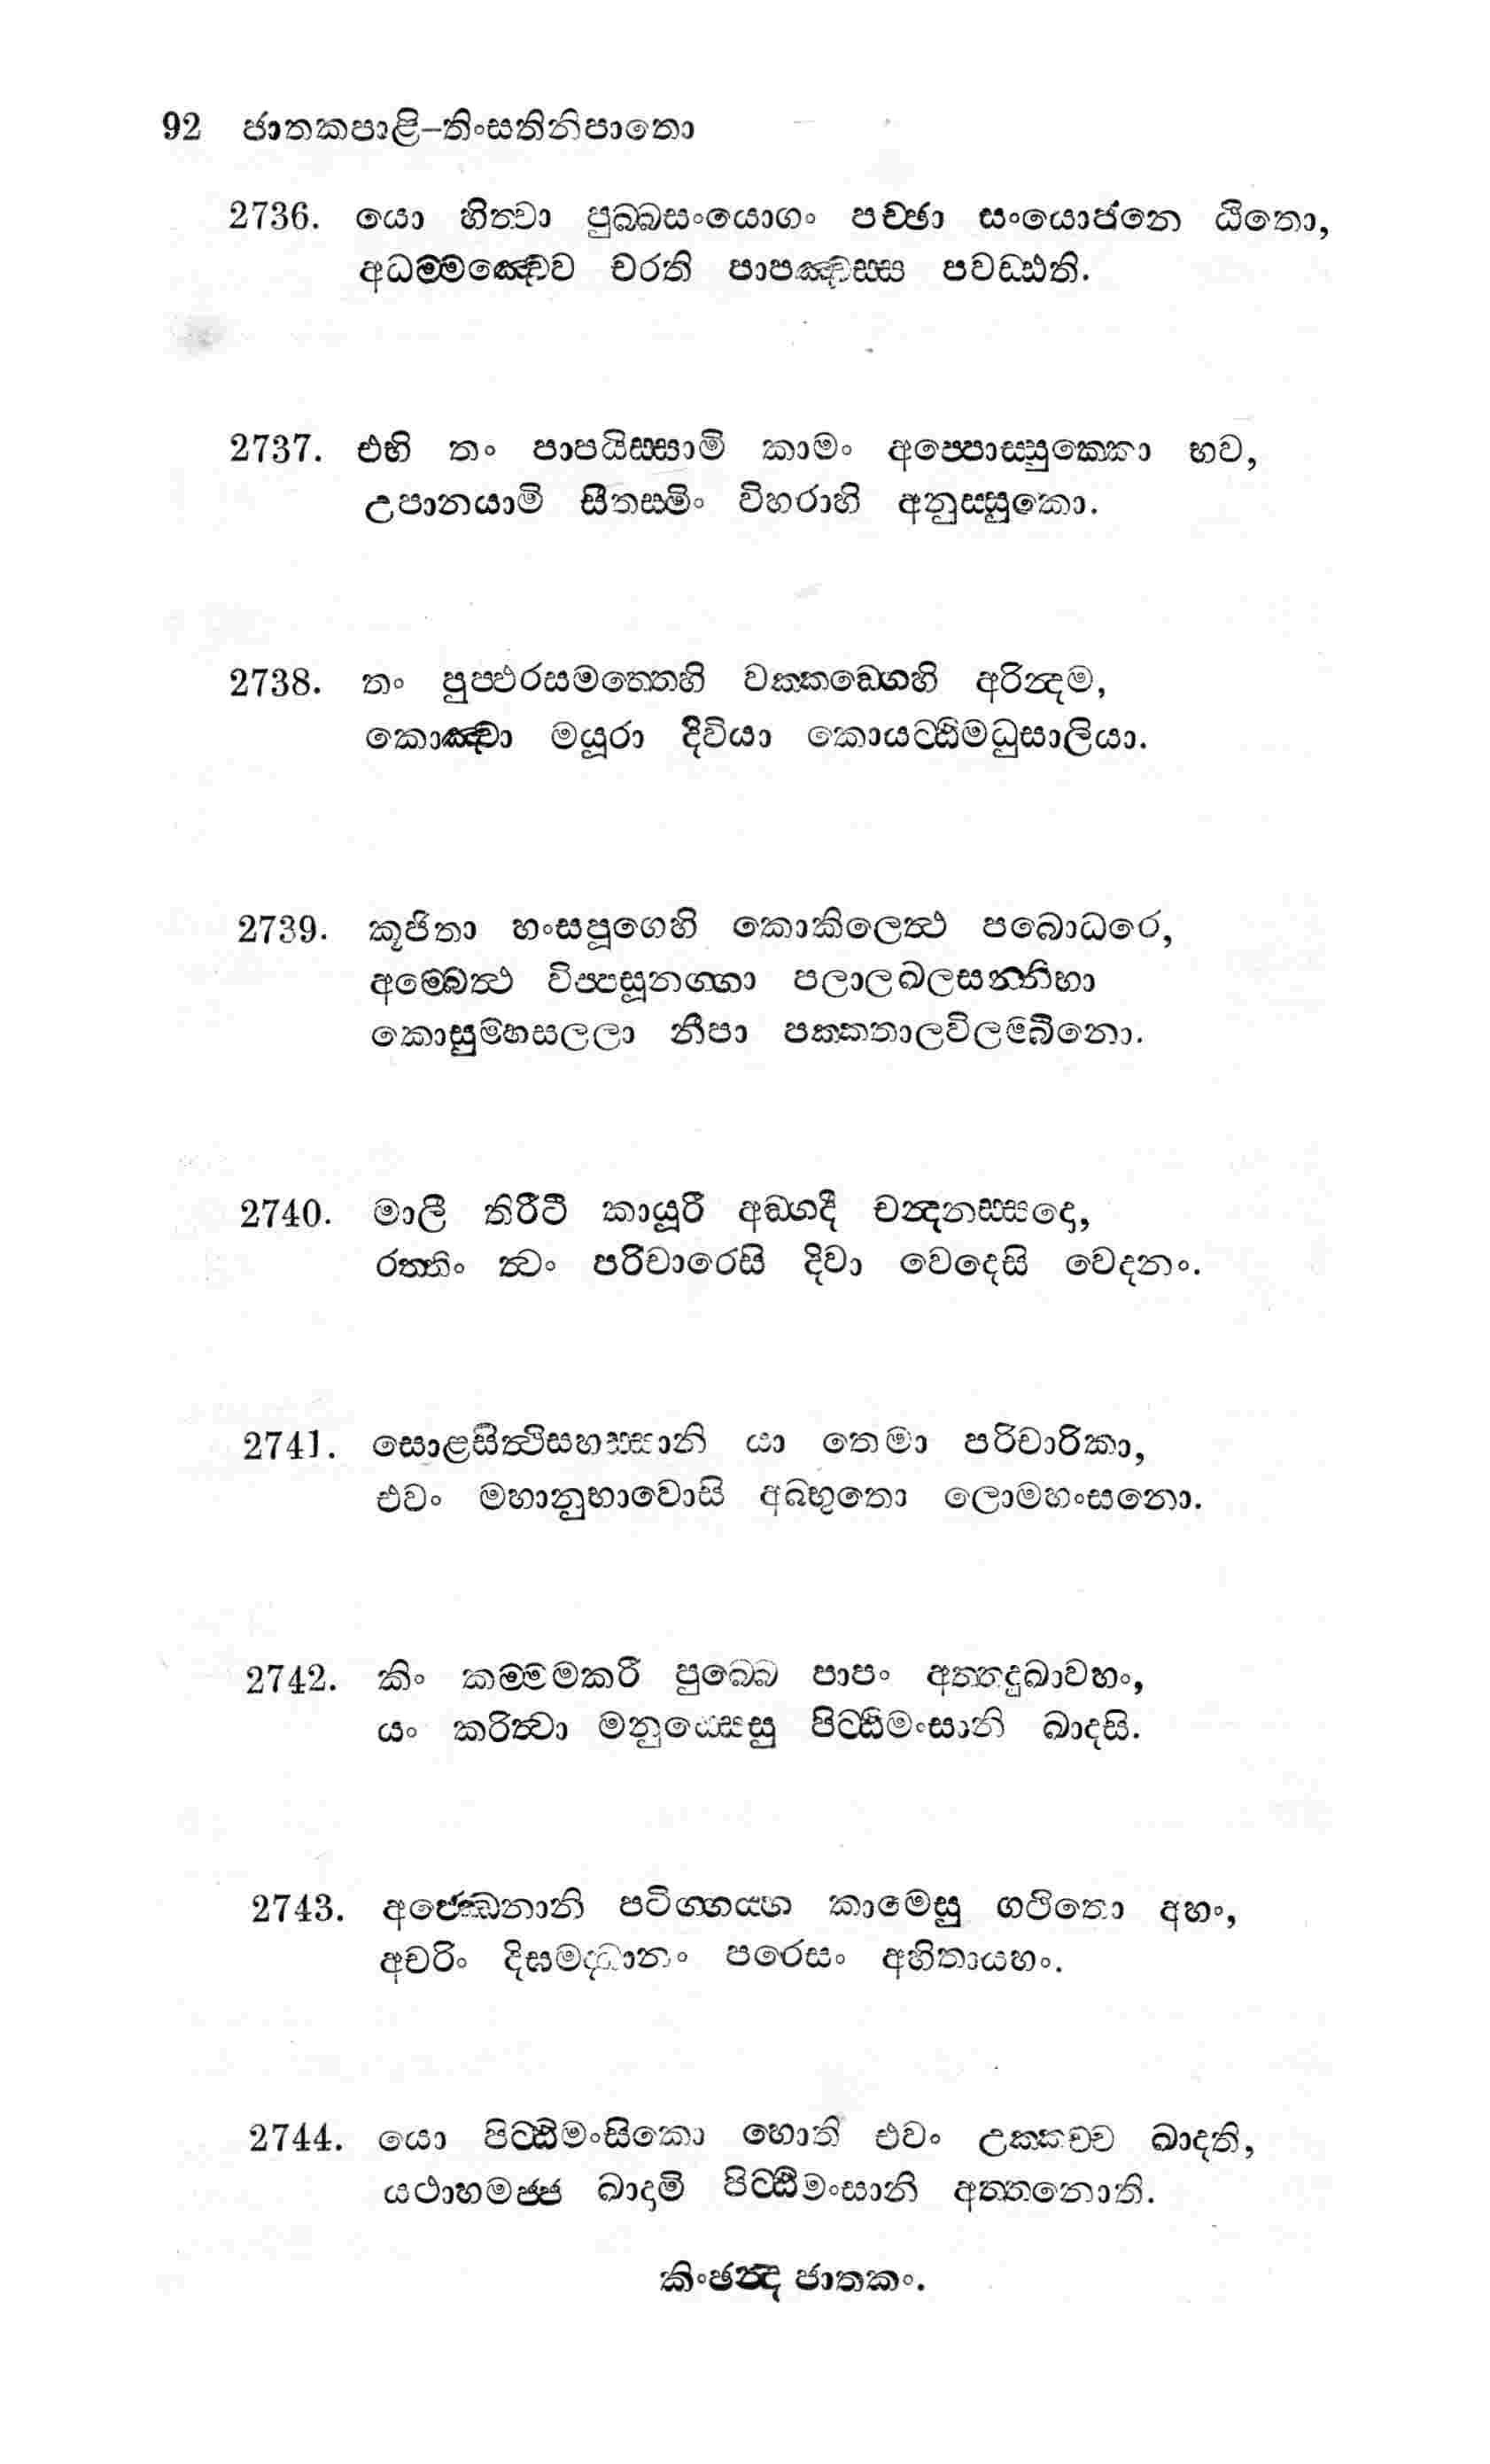 92 ජාතකපාළි–තිංසතිනිපාතො
2736. යො හිත්‍වා පුබ්බසංයොගං පච්ඡා සංයොජනෙ ඨිතො,
අධම්මඤ්චෙව චරති පාපඤ්චස්ස පවඩ්ඪති.
2737. එහි තං පාපයිස්සාමි කාමං අප්පොස්සුක්කො භව,
උපානයාමි සීතස්මිං විහරාහි අනුස්සුකො.
2738. තං පුප්ඵරසමත්තෙහි වක්කඞ්ගෙහි අරින්දම,
කොඤ්චා මයූරා දිවියා කොයට්ඨිමධුසාලියා.
2739. කූජිතා හංසපූගෙහි කොකිලෙත්‍ථ පබොධරෙ,
අම්බෙත්‍ථ විප්පසූනග්ගා පලාලඛලසන්නිභා
කොසුම්භසලලා නීපා පක්කතාලවිලම්බිනො.
2740. මාලී තිරීටී කායූරී අඞ්ගදී චන්දනස්සදො,
රත්තිං ත්‍වං පරිචාරෙසි දිවා වෙදෙසි වෙදනං.
2741. සොළසිත්‍ථිසහස්සානි යා තෙමා පරිචාරිකා,
එවං මහානුභාවොසි අබ්භුතො ලොමහංසනො.
2742. කිං කම්මමකරී පුබ්බෙ පාපං අත්තදුඛාවහං,
යං කරිත්‍වා මනුස්සෙසු පිට්ඨිමංසානි ඛාදසි.
2743. අජ්ඣෙනානි පටිග්ගය්හ කාමෙසු ගථිතො අහං,
අචරිං දිඝමද්ධානං පරෙසං අහිතායහං.
2744. යො පිට්ඨිමංසිකො හොති එවං උක්කච්ච ඛාදති,
යථාහමජ්ජ ඛාදාමි පිට්ඨිමංසානි අත්තනොති.
කිංඡන්ද ජාතකං.